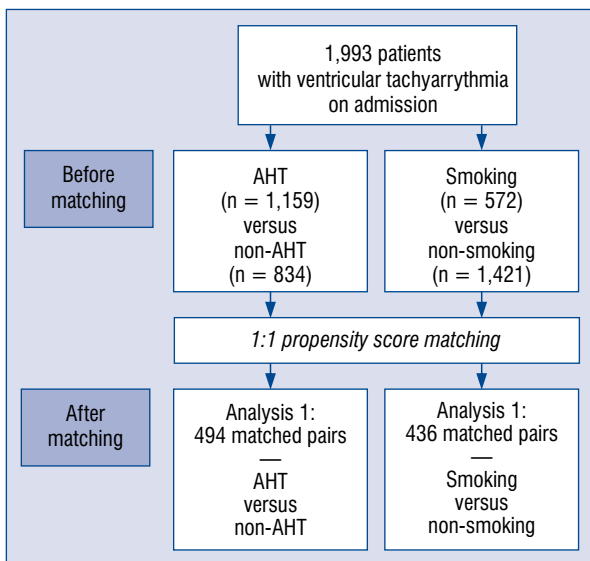 1,993 patients
with ventricular tachyarrythmia
on admission
Before
matching
AHT
(n = 1,159)
versus
non-AHT
(n = 834)
Smoking
(n = 572)
versus
non-smoking
(n = 1,421)
1:1 propensity score matching
After
matching
Analysis 1:
494 matched pairs
—
AHT
versus
non-AHT
Analysis 1:
436 matched pairs
—
Smoking
versus
non-smoking